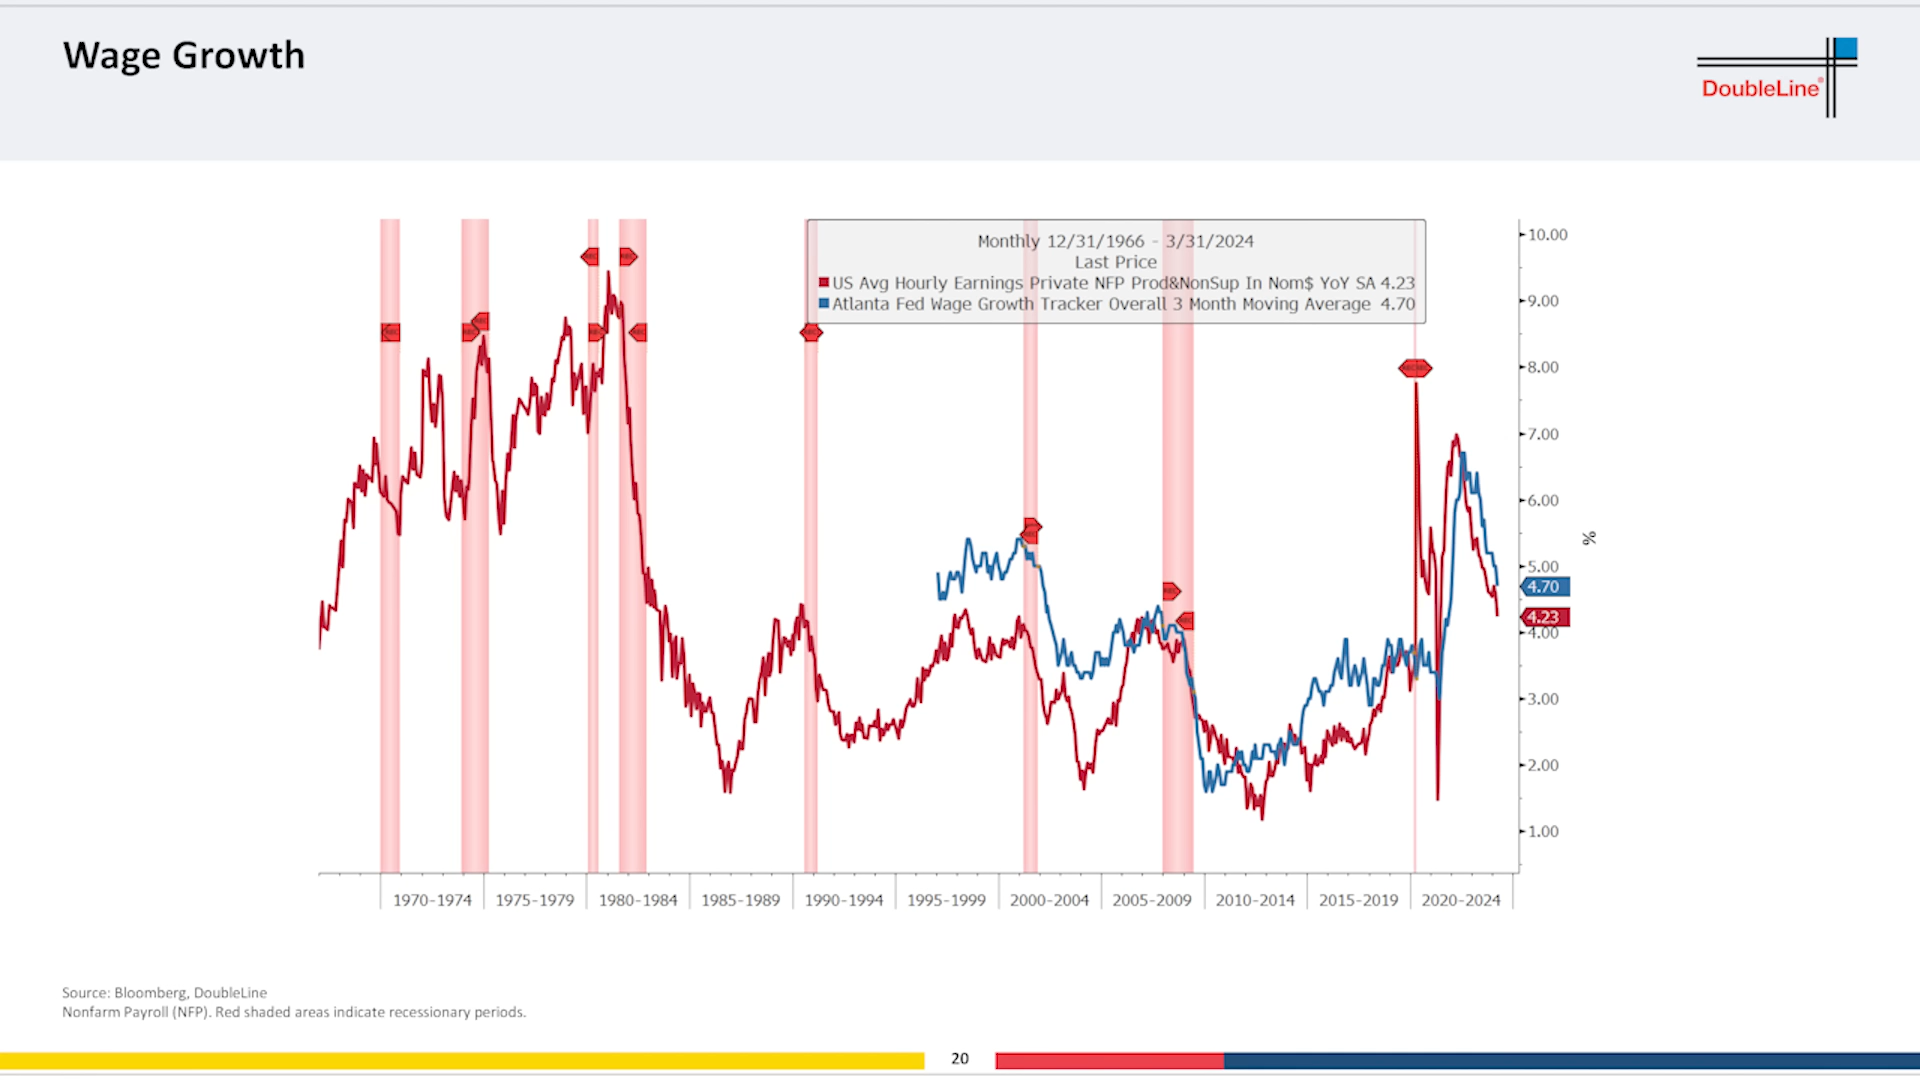 Wage Growth
DoubleLine®
Monthly 12/31/1966 - 3/31/2024
Last Price
US Avg Hourly Earnings Private NFP Prod&NonSup In Nom$ YoY SA 4.23
Atlanta Fed Wage Growth Tracker Overall 3 Month Moving Average 4.70
10.00
9.00
8.00
7.00
6.00
5.00
4.70
4.23
4.00
3.00
2.00
1.00
%
1970-1974 1975-1979 1980-1984 1985-1989 1990-1994 1995-1999 2000-2004 2005-2009 2010-2014 2015-2019 2020-2024
Source: Bloomberg, DoubleLine
Nonfarm Payroll (NFP). Red shaded areas indicate recessionary periods.
20